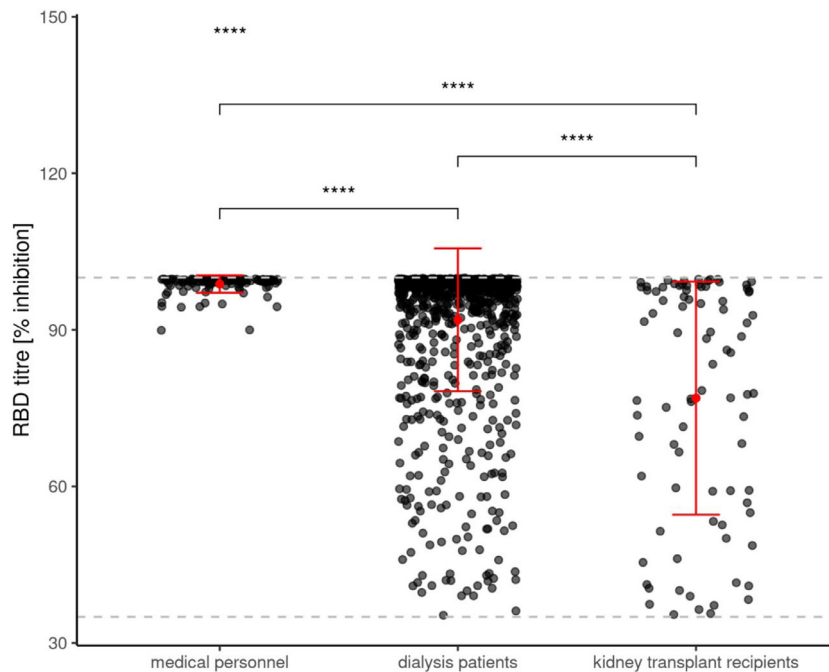 150
****
****
****
120
****
RBD titre [% inhibition]
90
60
30
medical personnel
dialysis patients
kidney transplant recipients